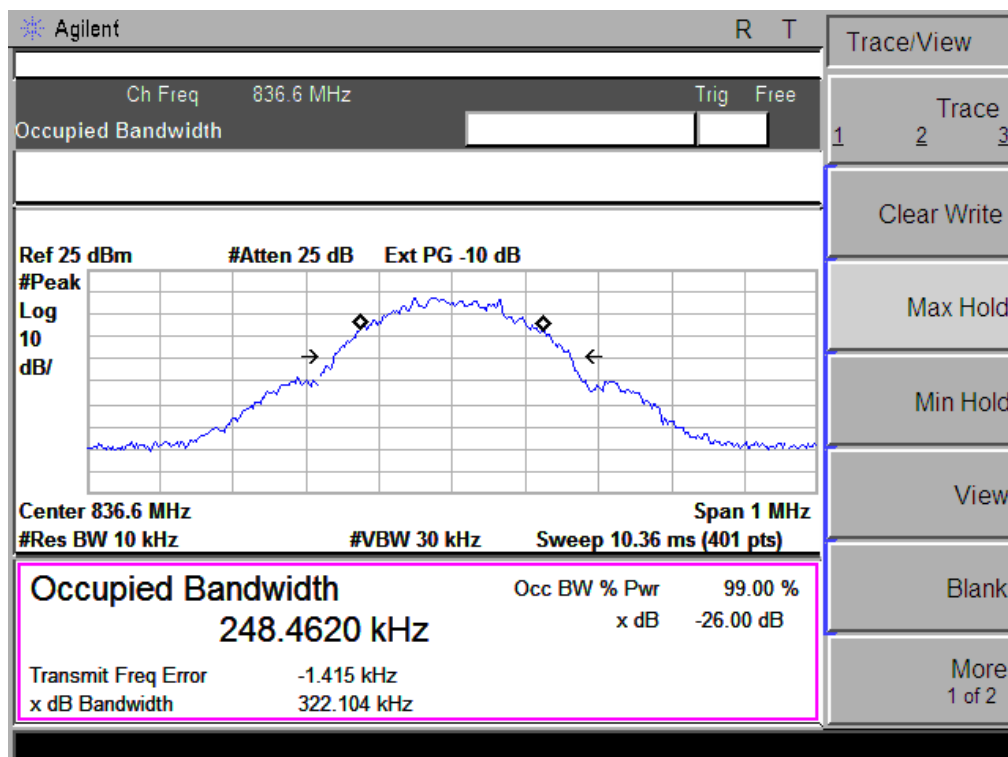 Agilent R T
Trace/View
Ch Freq 836.6 MHz Trig Free
Occupied Bandwidth
Trace
1 2 3
Clear Write
Ref 25 dBm #Atten 25 dB Ext PG -10 dB
#Peak
Log
10
dB/
Max Hold
Min Hold
View
Center 836.6 MHz Span 1 MHz
#Res BW 10 kHz #VBW 30 kHz Sweep 10.36 ms (401 pts)
Occupied Bandwidth
248.4620 kHz
Occ BW % Pwr 99.00 %
x dB -26.00 dB
Transmit Freq Error -1.415 kHz
x dB Bandwidth 322.104 kHz
Blank
More
1 of 2